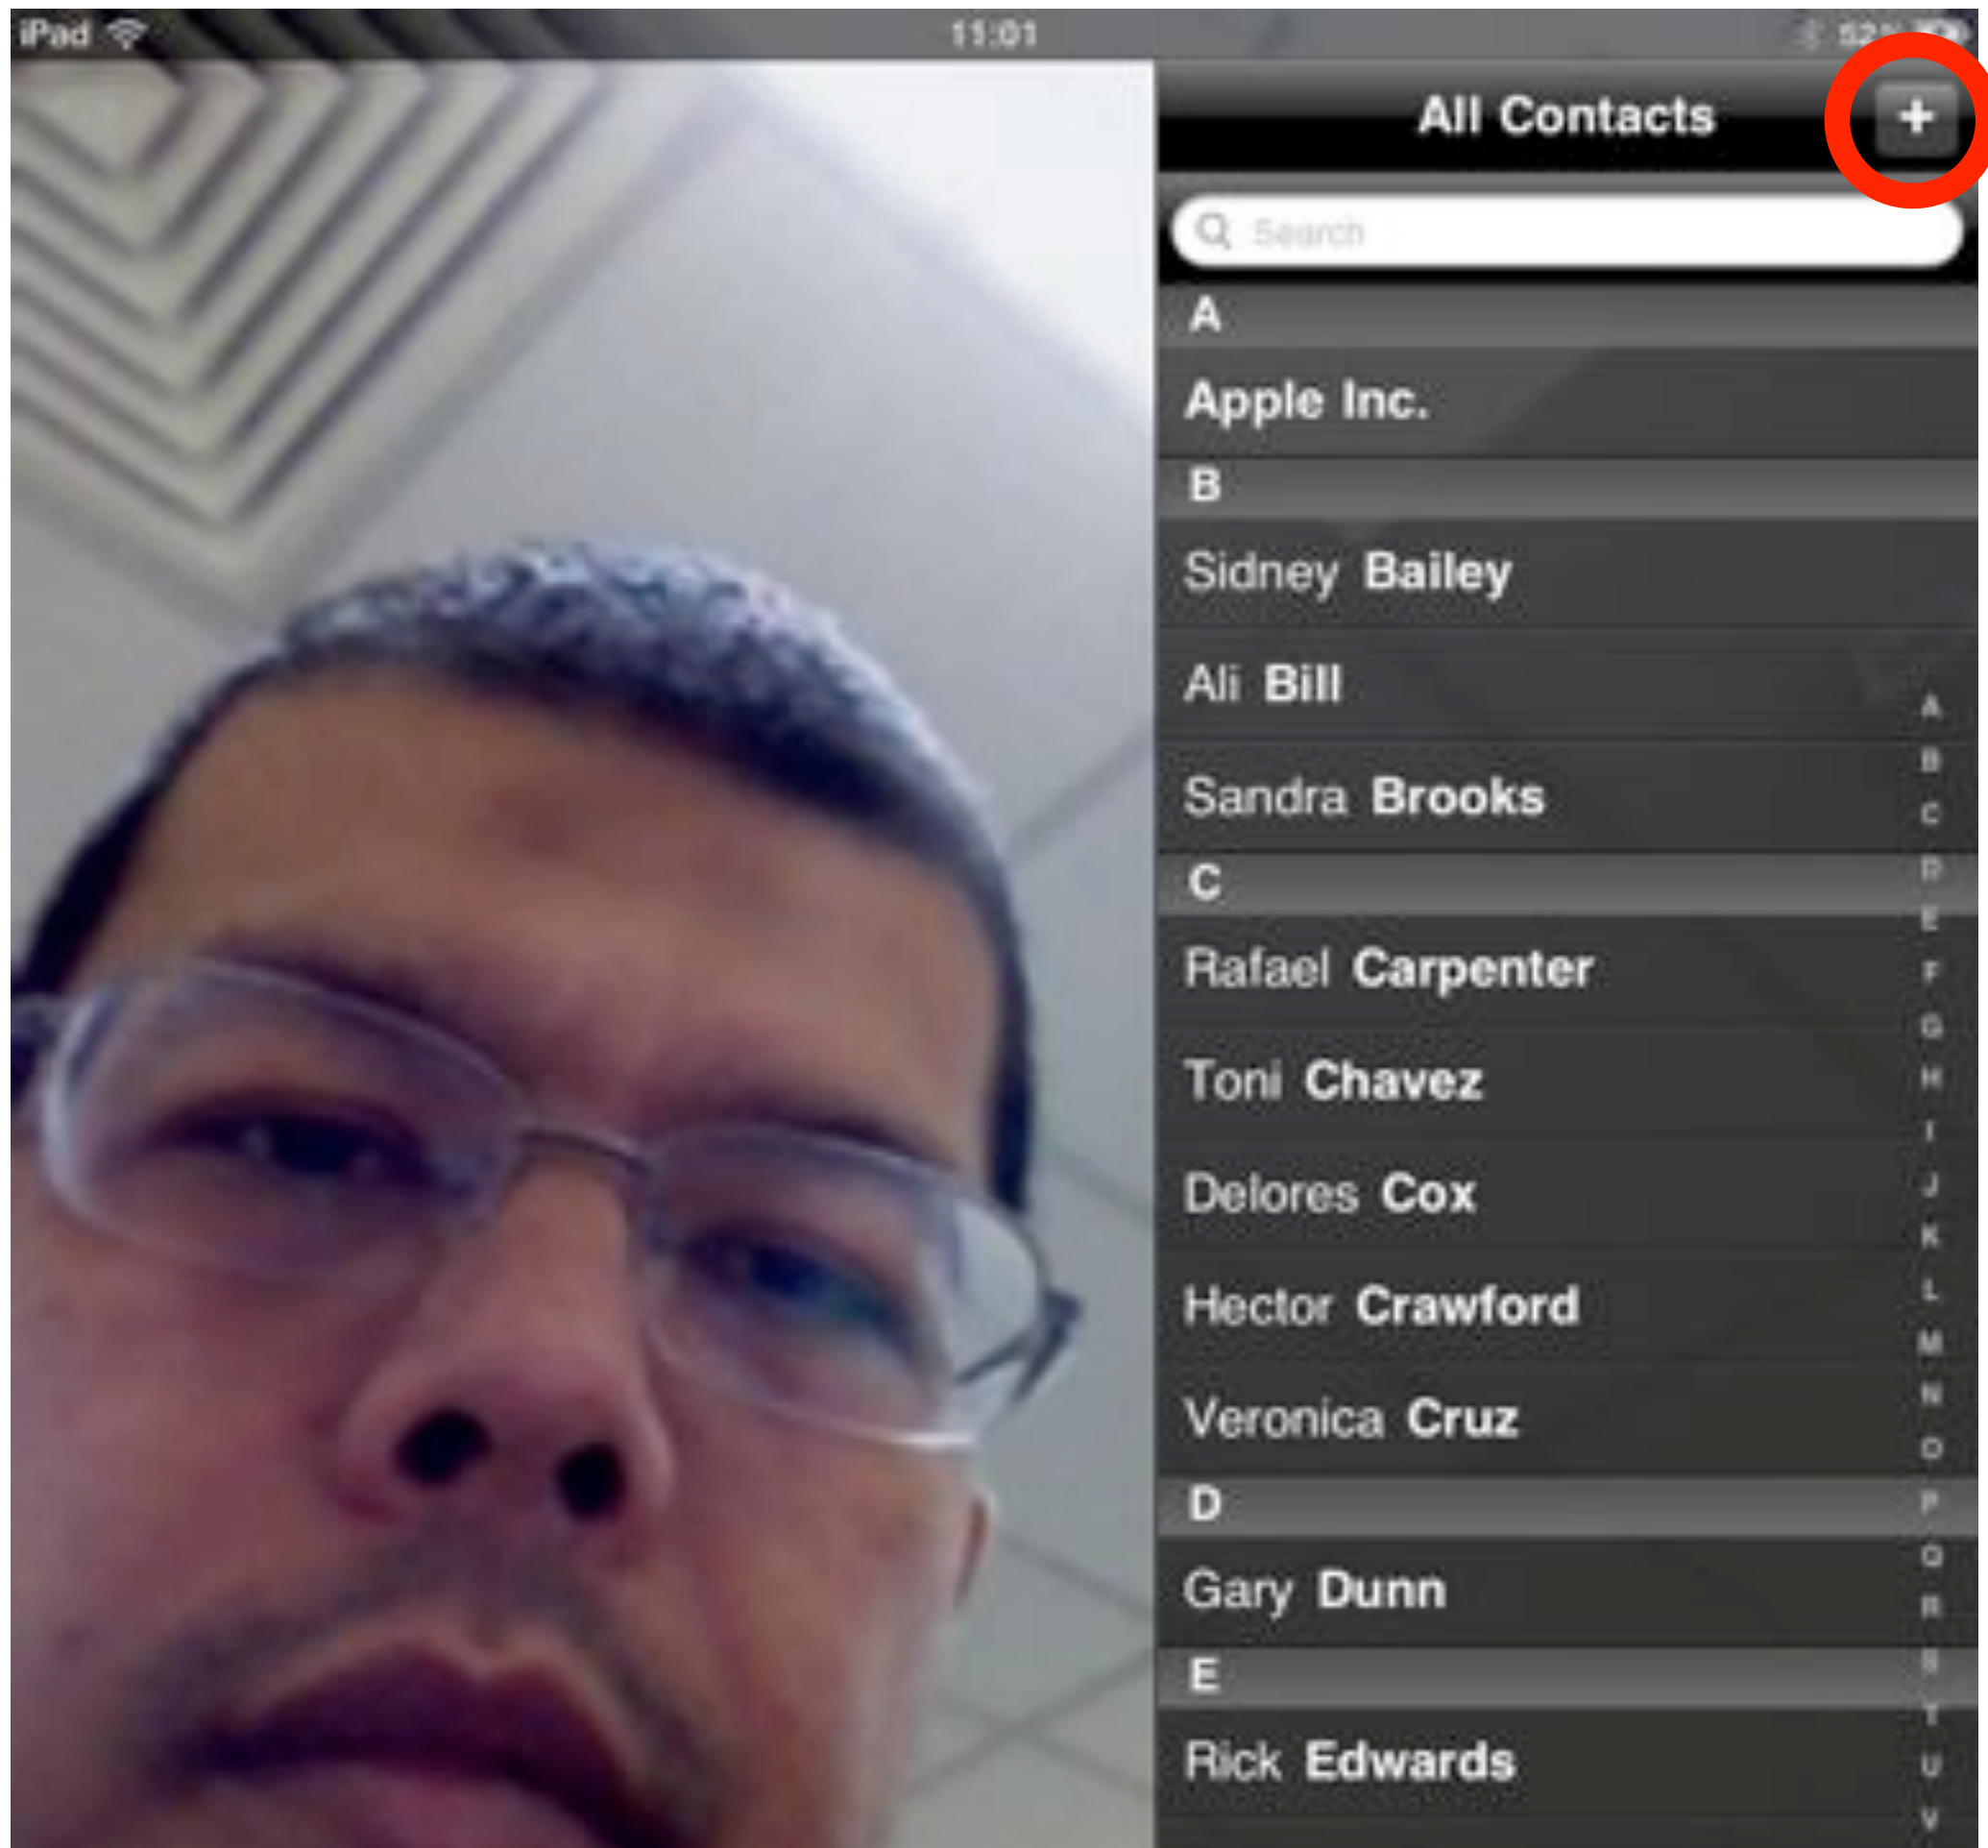 iPad
11:01
52%
All Contacts
+
Search
A
Apple Inc.
B
Sidney Bailey
Ali Bill
Sandra Brooks
C
Rafael Carpenter
Toni Chavez
Delores Cox
Hector Crawford
Veronica Cruz
D
Gary Dunn
E
Rick Edwards
A
B
C
D
E
F
G
H
I
J
K
L
M
N
O
P
Q
R
S
T
U
V